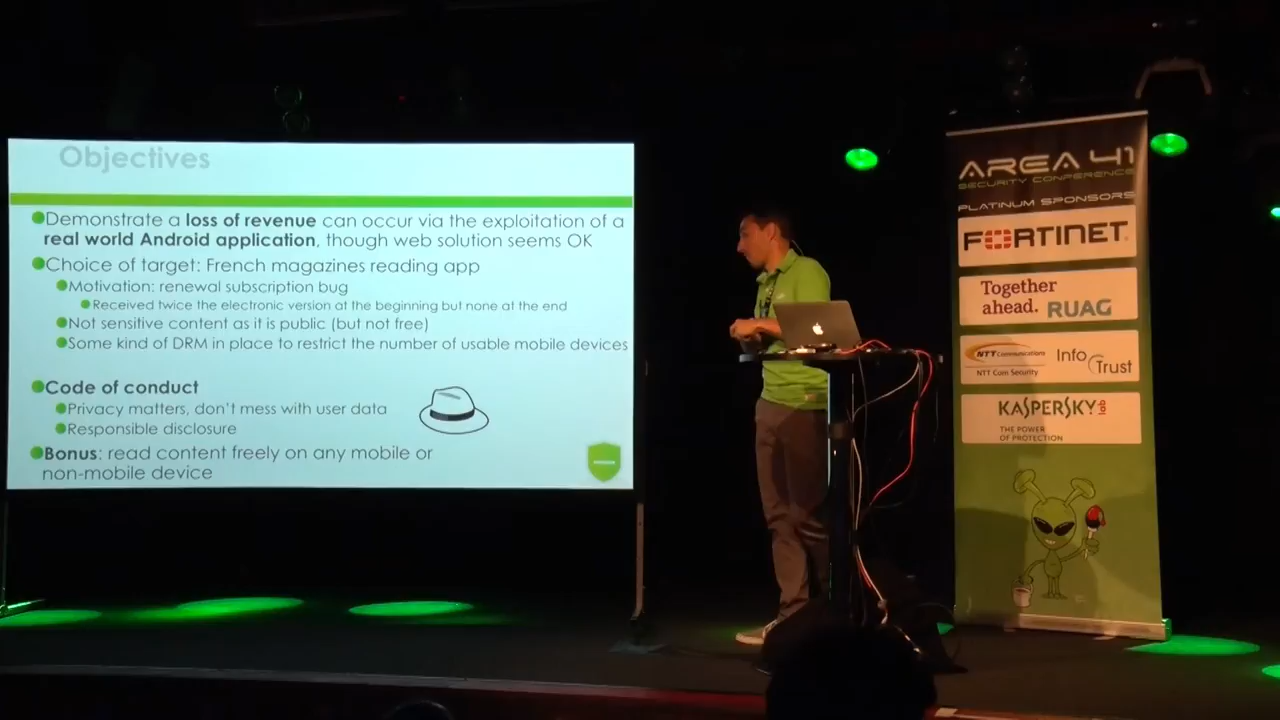 Objectives
Demonstrate a loss of revenue can occur via the exploitation of a
real world Android application, though web solution seems OK
Choice of target: French magazines reading app
Motivation: renewal subscription bug
Received twice the electronic version at the beginning but none at the end
Not sensitive content as it is public (but not free)
Some kind of DRM in place to restrict the number of usable mobile devices
Code of conduct
Privacy matters, don't mess with user data
Responsible disclosure
Bonus: read content freely on any mobile or
non-mobile device
AREA 41
SECURITY CONFERENCE
PLATINUM SPONSORS
FORTINET
Together
ahead. RUAG
NTT Communications
NTT Com Security
Info
Trust
KASPERSKY lab
THE POWER
OF PROTECTION